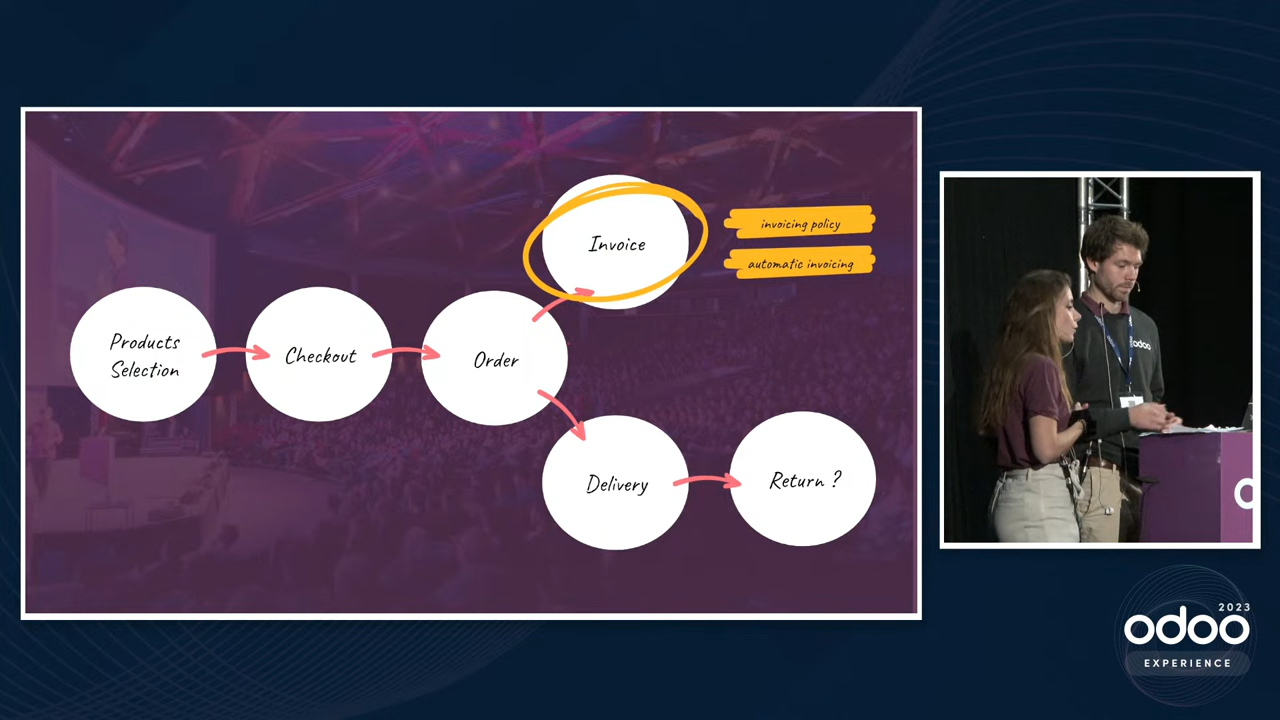 Invoice
invoicing policy
automatic invoicing
Products
Selection
Checkout
Order
Delivery
Return ?
odoo
2023
odoo
EXPERIENCE